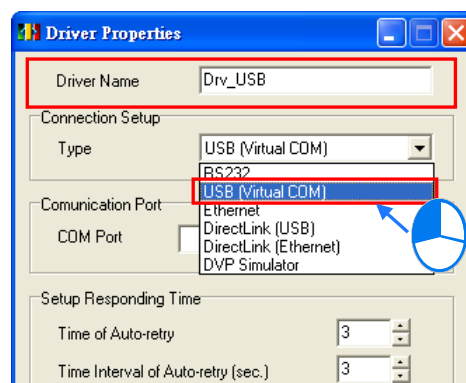 Driver Properties
Driver Name Drv_USB
Connection Setup
Type USB (Virtual COM)
RS232
USB (Virtual COM)
Comunication Port
Ethernet
COM Port
DirectLink (USB)
DirectLink (Ethernet)
DVP Simulator
Setup Responding Time
Time of Auto-retry 3
Time Interval of Auto-retry (sec.) 3